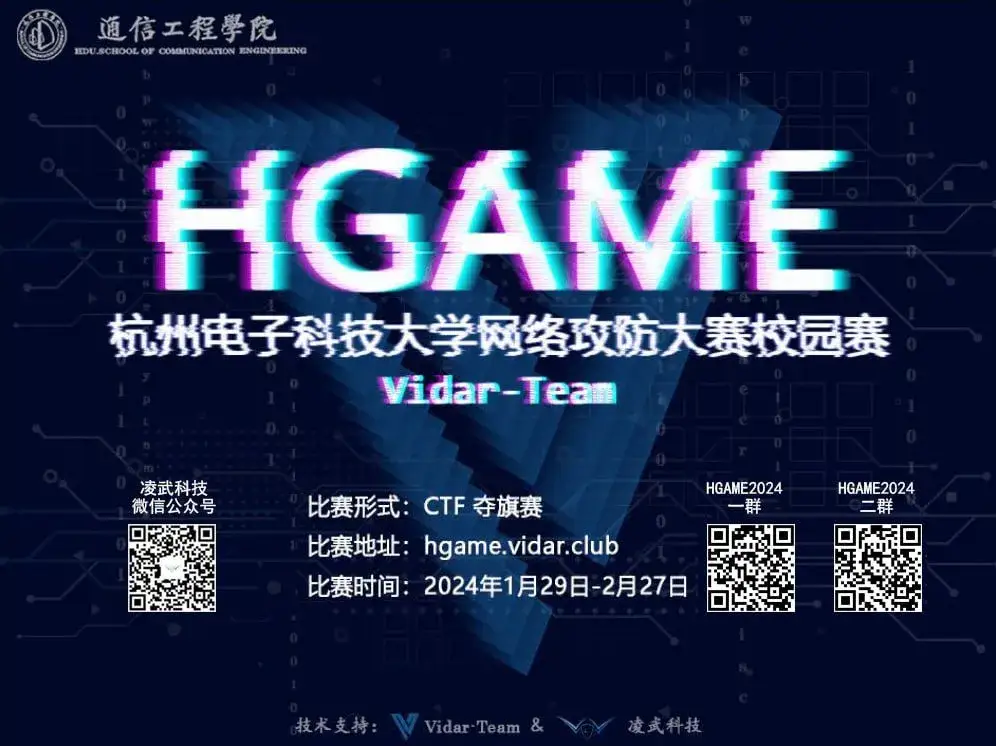 通信工程學院
HDU.SCHOOL OF COMMUNICATION ENGINEERING
HGAME
杭州电子科技大学网络攻防大赛校园赛
Vidar-Team
凌武科技
微信公众号
比赛形式：CTF 夺旗赛
比赛地址：hgame.vidar.club
比赛时间：2024年1月29日-2月27日
HGAME2024
一群
HGAME2024
二群
技术支持： Vidar-Team & 凌武科技